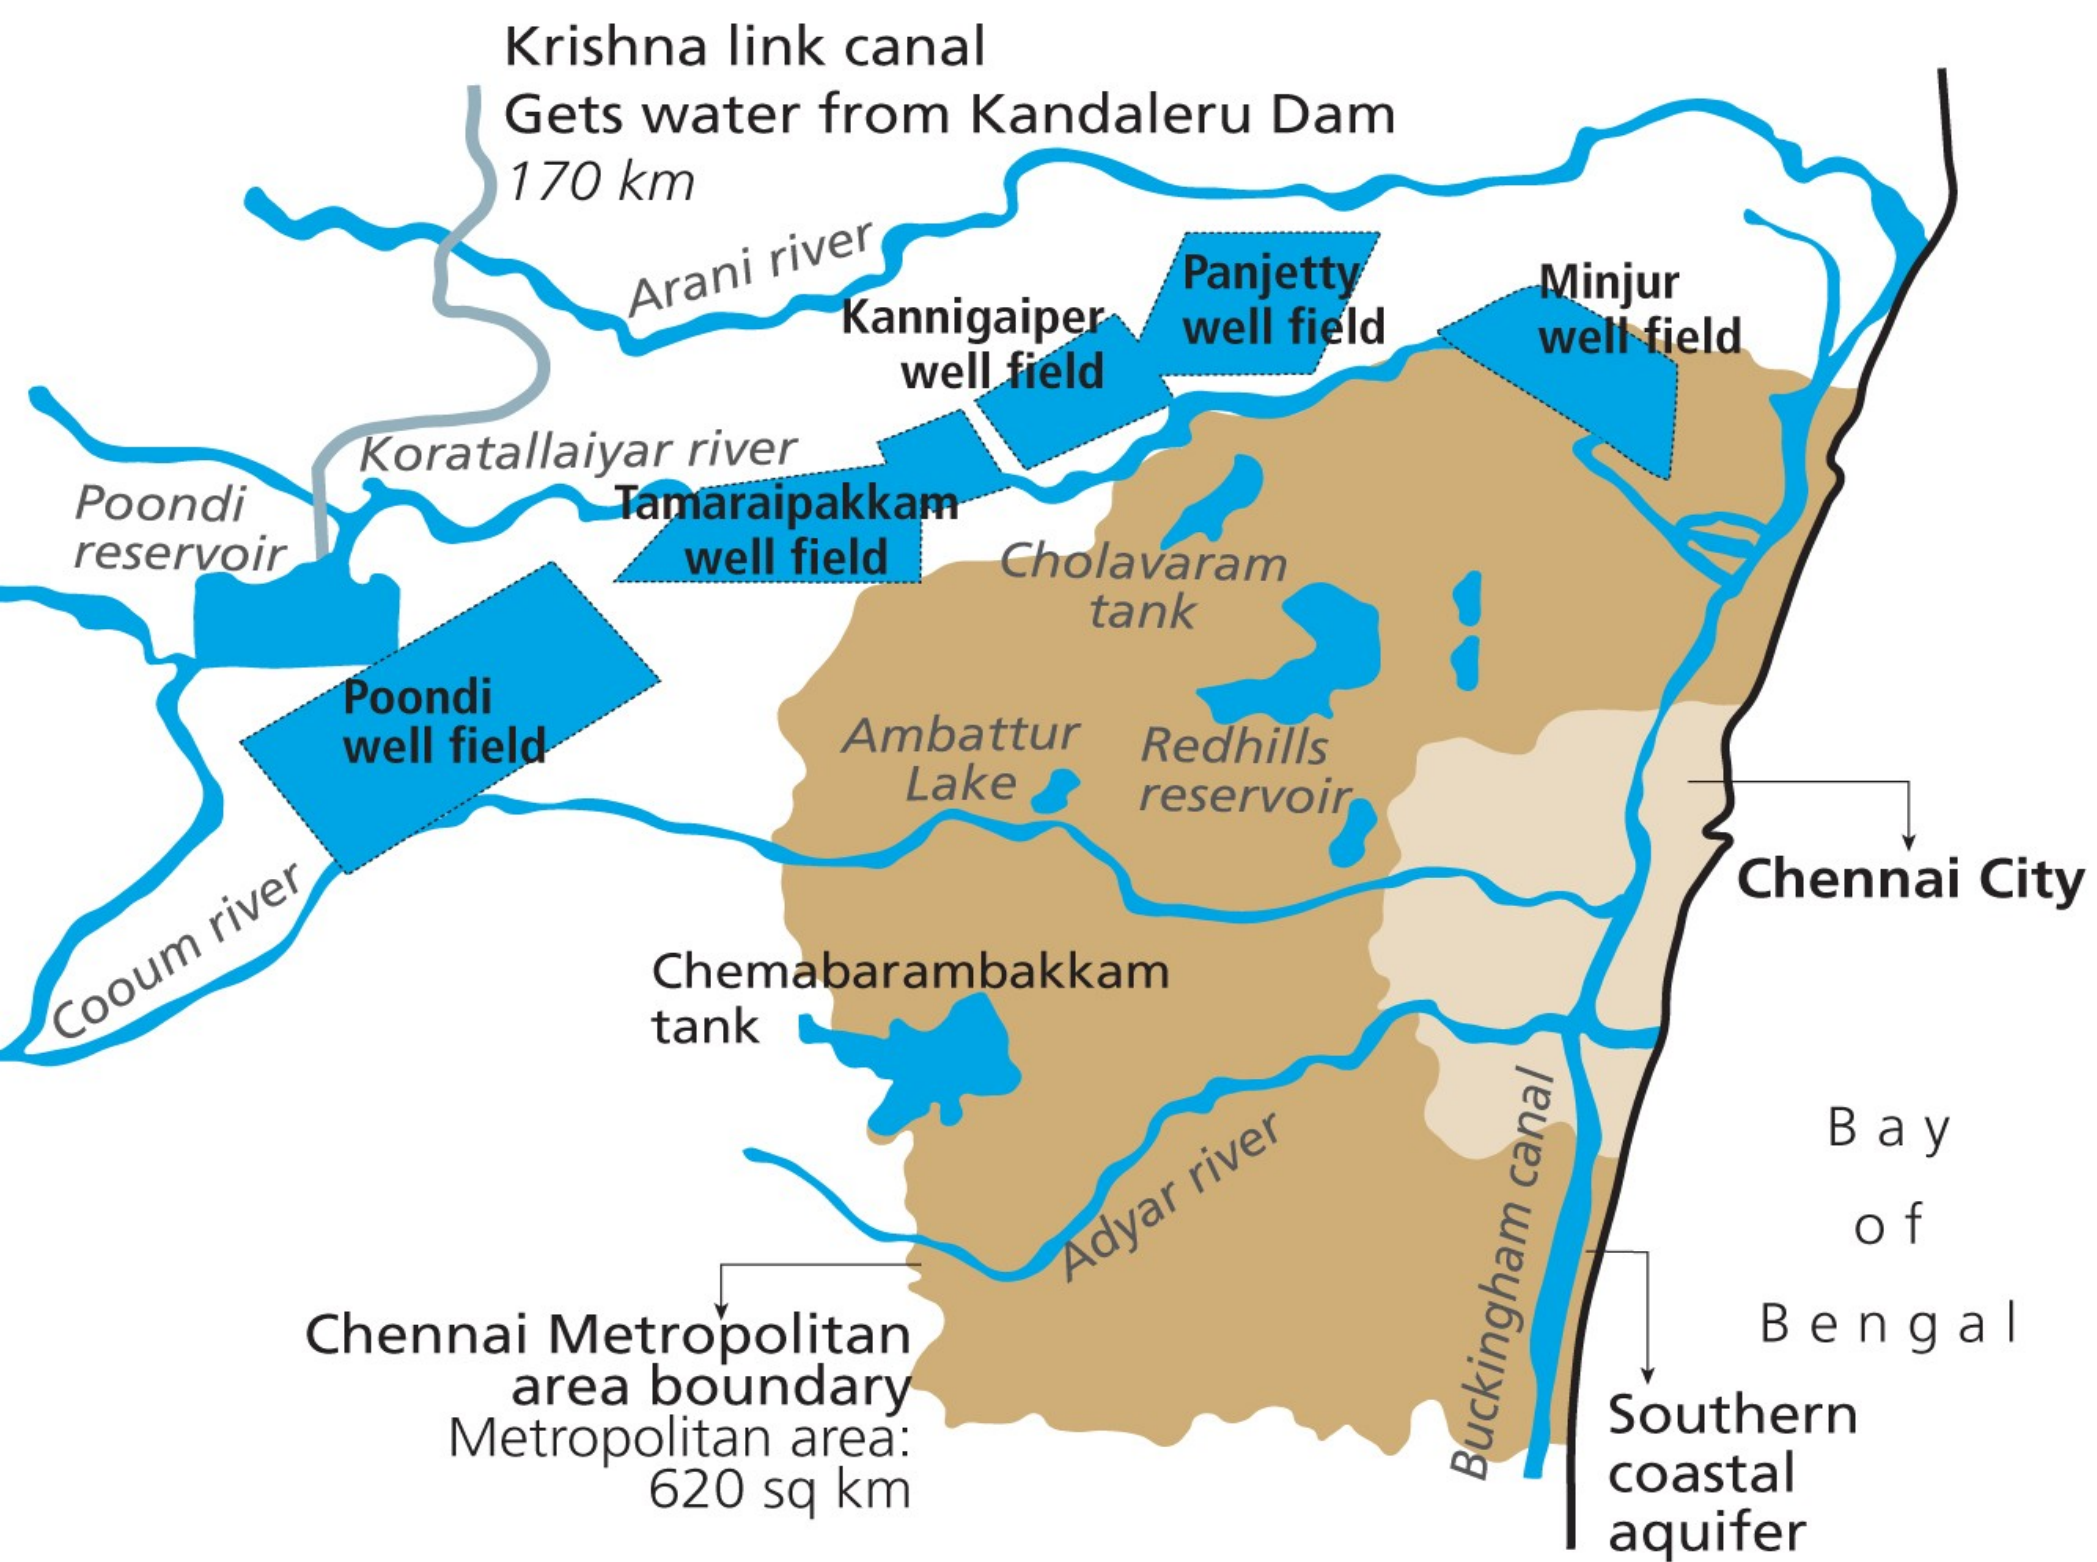 Krishna link canal
Gets water from Kandaleru Dam
170 km
Arani river
Panjetty
well field
Minjur
well field
Kannigaiper
well field
Koratallaiyar river
Poondi
reservoir
Tamaraipakkam
well field
Cholavaram
tank
Poondi
well field
Ambattur
Lake
Redhills
reservoir
Chennai City
Cooum river
Chemabarambakkam
tank
Adyar river
Buckingham canal
Bay
of
Bengal
Chennai Metropolitan
area boundary
Metropolitan area:
620 sq km
Southern
coastal
aquifer